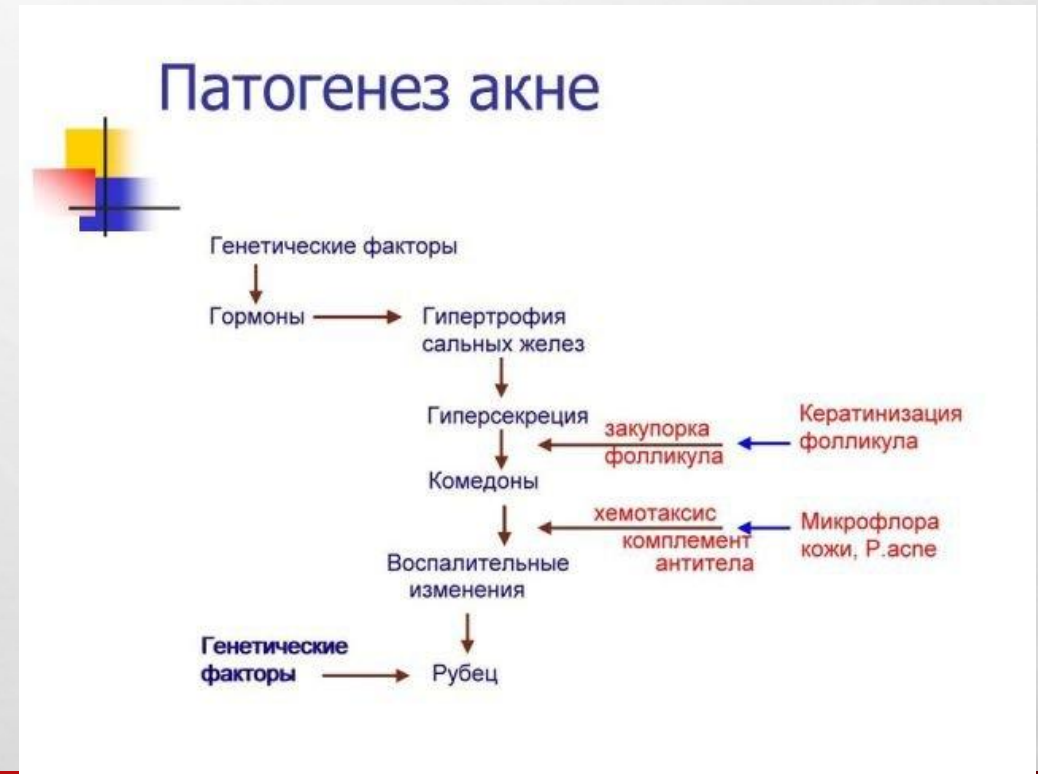 Патогенез акне
Генетические факторы
Гормоны
Гипертрофия
сальных желез
Гиперсекреция
закупорка
фолликула
Кератинизация
фолликула
Комедоны
хемотаксис
комплемент
антитела
Микрофлора
кожи, P.acne
Воспалительные
изменения
Генетические
факторы
Рубец